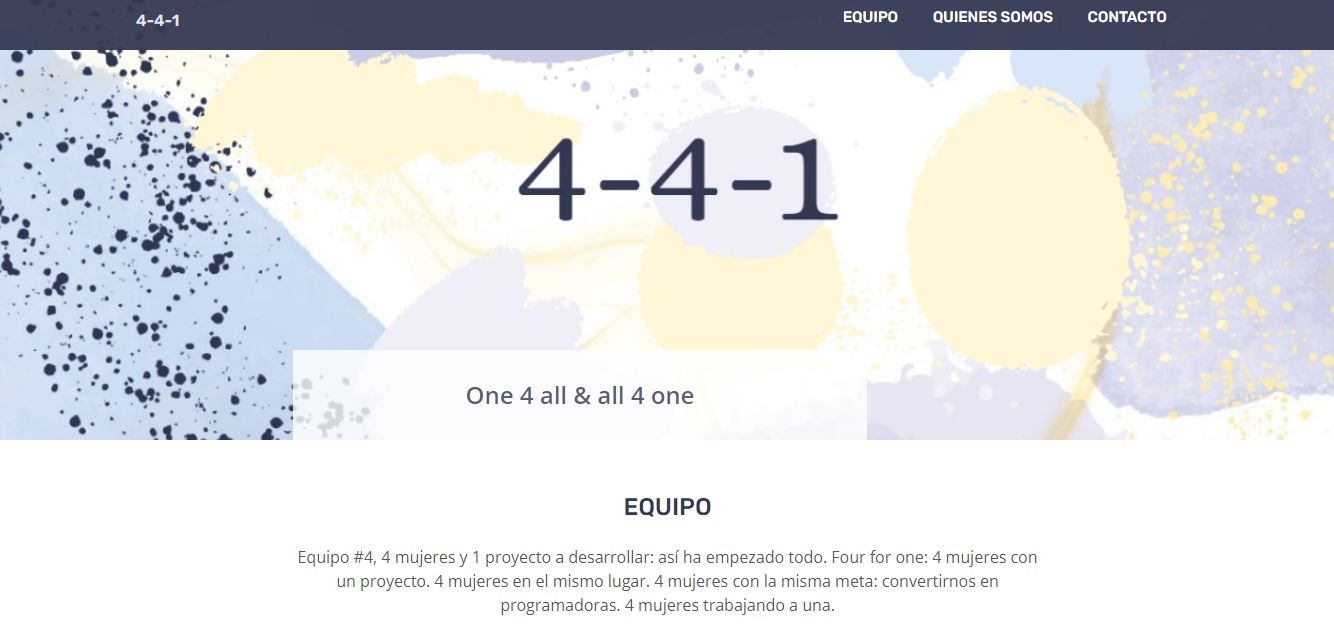 4-4-1
EQUIPO QUIENES SOMOS CONTACTO
4-4-1
One 4 all & all 4 one
EQUIPO
Equipo #4, 4 mujeres y 1 proyecto a desarrollar: así ha empezado todo. Four for one: 4 mujeres con
un proyecto. 4 mujeres en el mismo lugar. 4 mujeres con la misma meta: convertirnos en
programadoras. 4 mujeres trabajando a una.